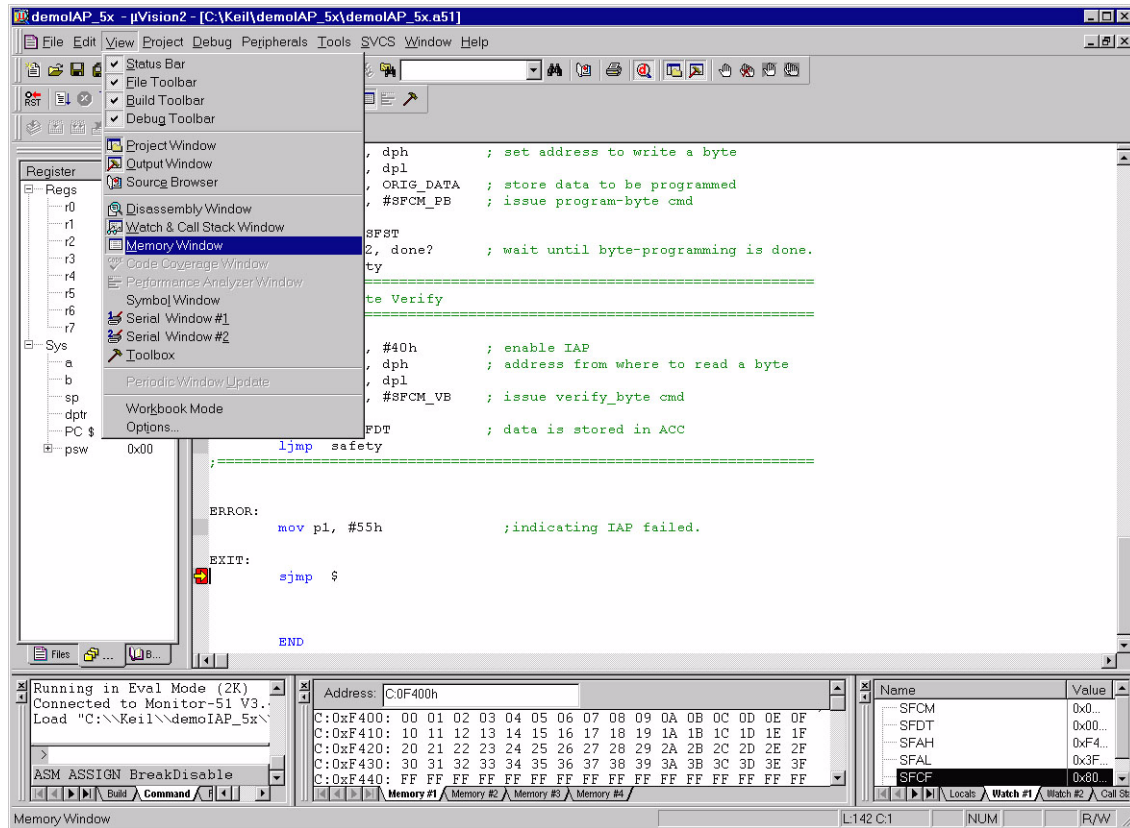 demoIAP_5x - µVision2 - [C:\Keil\demoIAP_5x\demoIAP_5x.a51]
File Edit View Project Debug Peripherals Tools SVCS Window Help
Status Bar
File Toolbar
Build Toolbar
Debug Toolbar
Project Window
Output Window
Source Browser
Disassembly Window
Watch & Call Stack Window
Memory Window
Code Coverage Window
Performance Analyzer Window
Symbol Window
Serial Window #1
Serial Window #2
Toolbox
Periodic Window Update
Workbook Mode
Options...
RST
Register
Regs
r0
r1
r2
r3
r4
r5
r6
r7
Sys
a
b
sp
dptr
PC $
psw 0x00
Files ... B...
, dph ; set address to write a byte
, dpl
, ORIG_DATA ; store data to be programmed
, #SFCM_PB ; issue program-byte cmd
SFST
2, done? ; wait until byte-programming is done.
ty
te Verify
, #40h ; enable IAP
, dph ; address from where to read a byte
, dpl
, #SFCM_VB ; issue verify_byte cmd
FDT ; data is stored in ACC
ljmp safety
;=====================================================================
ERROR:
mov p1, #55h ;indicating IAP failed.
EXIT:
sjmp $
END
Running in Eval Mode (2K)
Connected to Monitor-51 V3.
Load "C:\\Keil\\demoIAP_5x\
>
ASM ASSIGN BreakDisable
Build Command
Address: C:0F400h
C:0xF400: 00 01 02 03 04 05 06 07 08 09 0A 0B 0C 0D 0E 0F
C:0xF410: 10 11 12 13 14 15 16 17 18 19 1A 1B 1C 1D 1E 1F
C:0xF420: 20 21 22 23 24 25 26 27 28 29 2A 2B 2C 2D 2E 2F
C:0xF430: 30 31 32 33 34 35 36 37 38 39 3A 3B 3C 3D 3E 3F
C:0xF440: FF FF FF FF FF FF FF FF FF FF FF FF FF FF FF FF
Memory #1 Memory #2 Memory #3 Memory #4
Name Value
SFCM 0x0...
SFDT 0x00...
SFAH 0xF4...
SFAL 0x3F...
SFCF 0x80...
Locals Watch #1 Watch #2 Call St
Memory Window L:142 C:1 NUM R/W